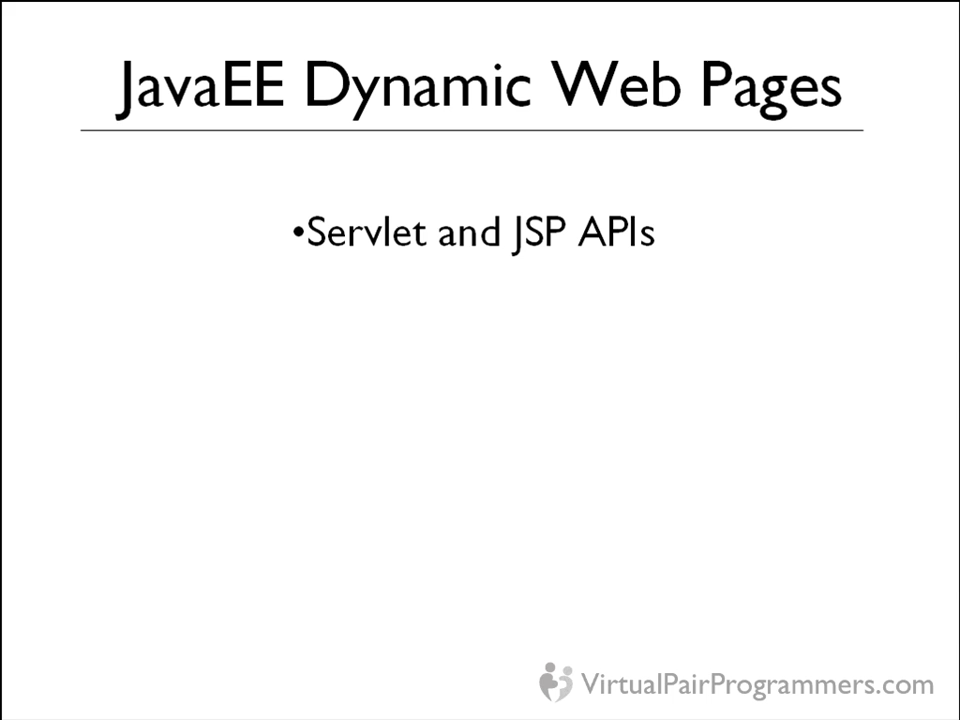 JavaEE Dynamic Web Pages
•Servlet and JSP APIs
VirtualPairProgrammers.com